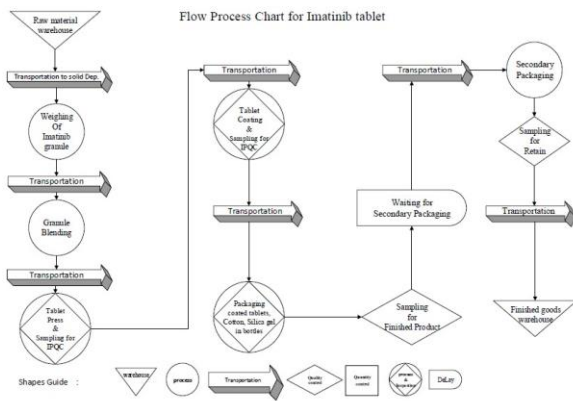 Flow Process Chart for Imatinib tablet
Raw material
warehouse
Transportation to solid Dep.
Weighing
Of
Imatinib
granule
Transportation
Granule
Blending
Transportation
Tablet
Press
&
Sampling for
IPQC
Transportation
Tablet
Coating
&
Sampling for
IPQC
Transportation
Packaging
coated tablets,
Cotton, Silica gel
in bottles
Sampling
for
Finished Product
Waiting for
Secondary Packaging
Transportation
Secondary
Packaging
Sampling
for
Retain
Transportation
Finished goods
warehouse
Shapes Guide :
warehouse
process
Transportation
Quality
control
Quantity
control
process
&
Delay